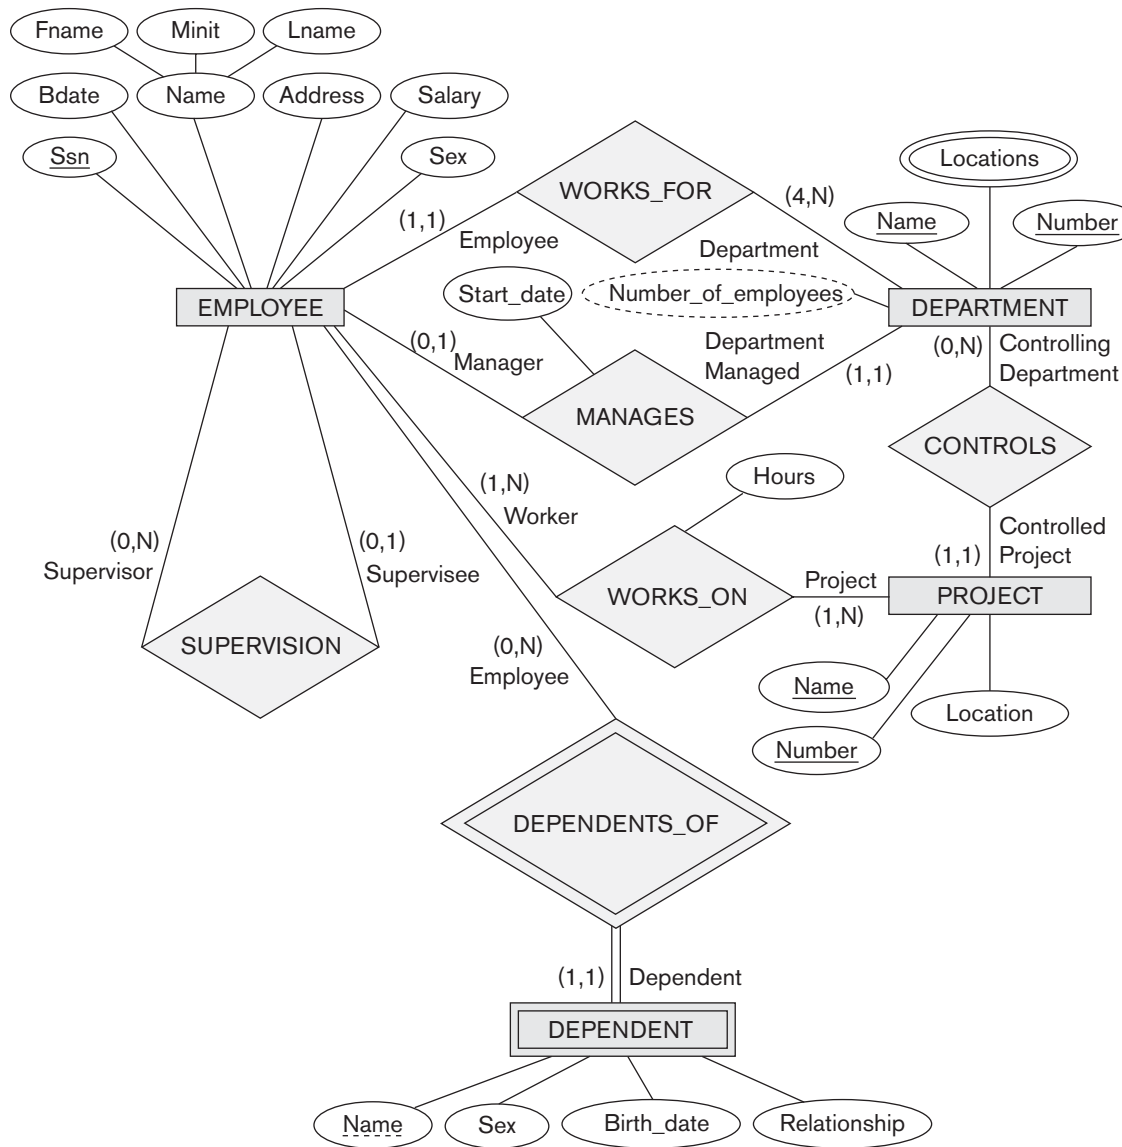 Fname
Minit
Lname
Bdate
Name
Address
Salary
Ssn
Sex
WORKS_FOR
Locations
Name
Number
(1,1)
Employee
(4,N)
Department
Start_date
Number_of_employees
EMPLOYEE
DEPARTMENT
(0,1)
Manager
Department
Managed
(1,1)
(0,N)
Controlling
Department
MANAGES
CONTROLS
Hours
(1,N)
Worker
(0,N)
Supervisor
(0,1)
Supervisee
Controlled
Project
(1,1)
Project
(1,N)
WORKS_ON
PROJECT
SUPERVISION
(0,N)
Employee
Name
Location
Number
DEPENDENTS_OF
(1,1)
Dependent
DEPENDENT
Name
Sex
Birth_date
Relationship